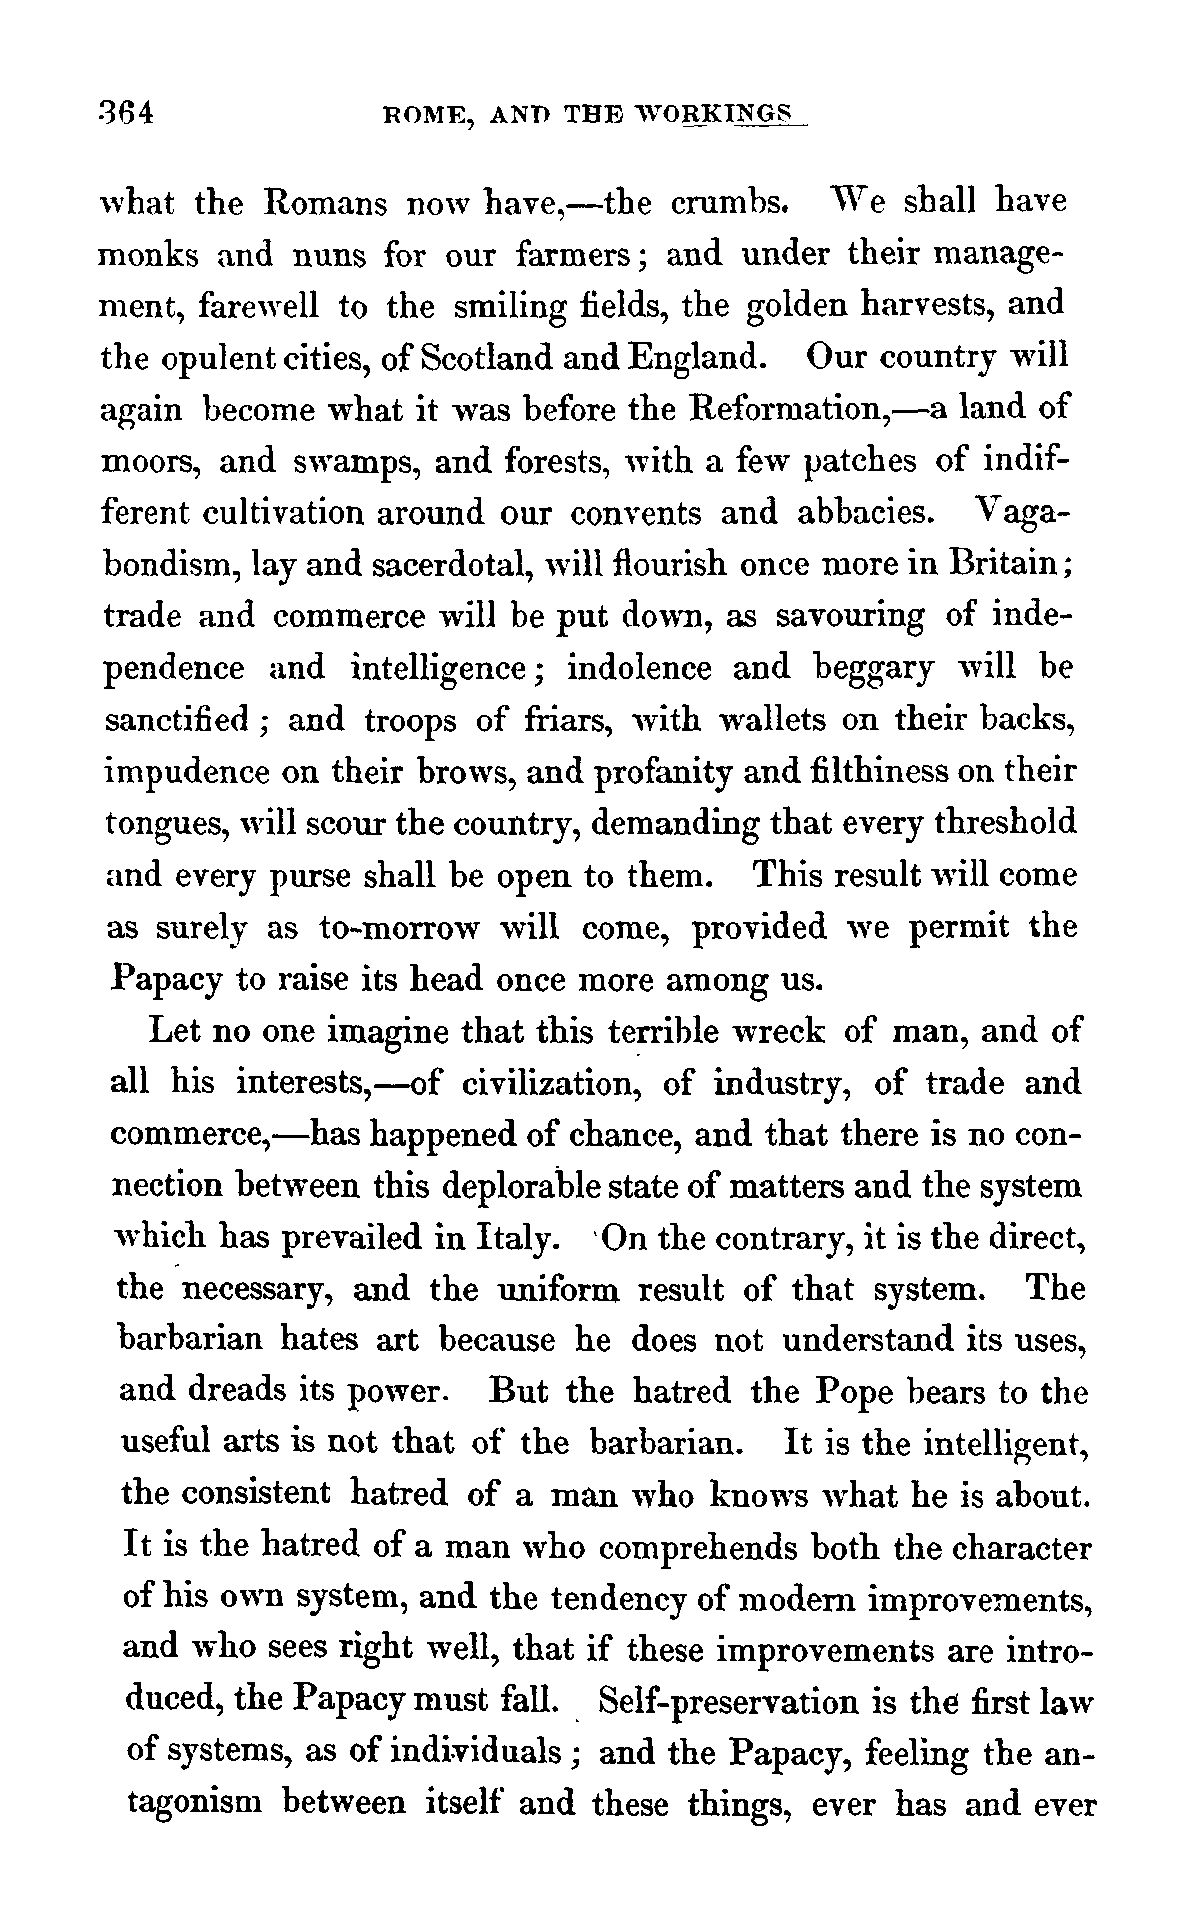 364 ROME, AND THE WORKINGS
what the Romans now have,—the crumbs. We shall have
monks and nuns for our farmers; and under their manage-
ment, farewell to the smiling fields, the golden harvests, and
the opulent cities, of Scotland and England. Our country will
again become what it was before the Reformation,—a land of
moors, and swamps, and forests, with a few patches of indif-
ferent cultivation around our convents and abbacies. Vaga-
bondism, lay and sacerdotal, will flourish once more in Britain;
trade and commerce will be put down, as savouring of inde-
pendence and intelligence; indolence and beggary will be
sanctified; and troops of friars, with wallets on their backs,
impudence on their brows, and profanity and filthiness on their
tongues, will scour the country, demanding that every threshold
and every purse shall be open to them. This result will come
as surely as to-morrow will come, provided we permit the
Papacy to raise its head once more among us.
Let no one imagine that this terrible wreck of man, and of
all his interests,—of civilization, of industry, of trade and
commerce,—has happened of chance, and that there is no con-
nection between this deplorable state of matters and the system
which has prevailed in Italy. On the contrary, it is the direct,
the necessary, and the uniform result of that system. The
barbarian hates art because he does not understand its uses,
and dreads its power. But the hatred the Pope bears to the
useful arts is not that of the barbarian. It is the intelligent,
the consistent hatred of a man who knows what he is about.
It is the hatred of a man who comprehends both the character
of his own system, and the tendency of modern improvements,
and who sees right well, that if these improvements are intro-
duced, the Papacy must fall. Self-preservation is the first law
of systems, as of individuals; and the Papacy, feeling the an-
tagonism between itself and these things, ever has and ever